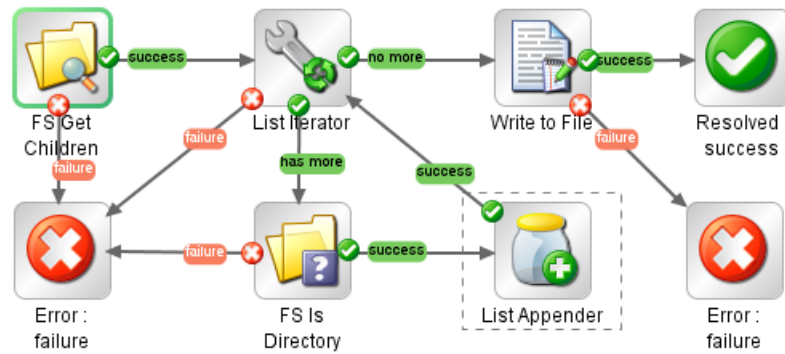 success
no more
success
FS Get
Children
List Iterator
Write to File
Resolved
success
failure
failure
failure
has more
success
failure
success
Error :
failure
FS Is
Directory
List Appender
Error :
failure